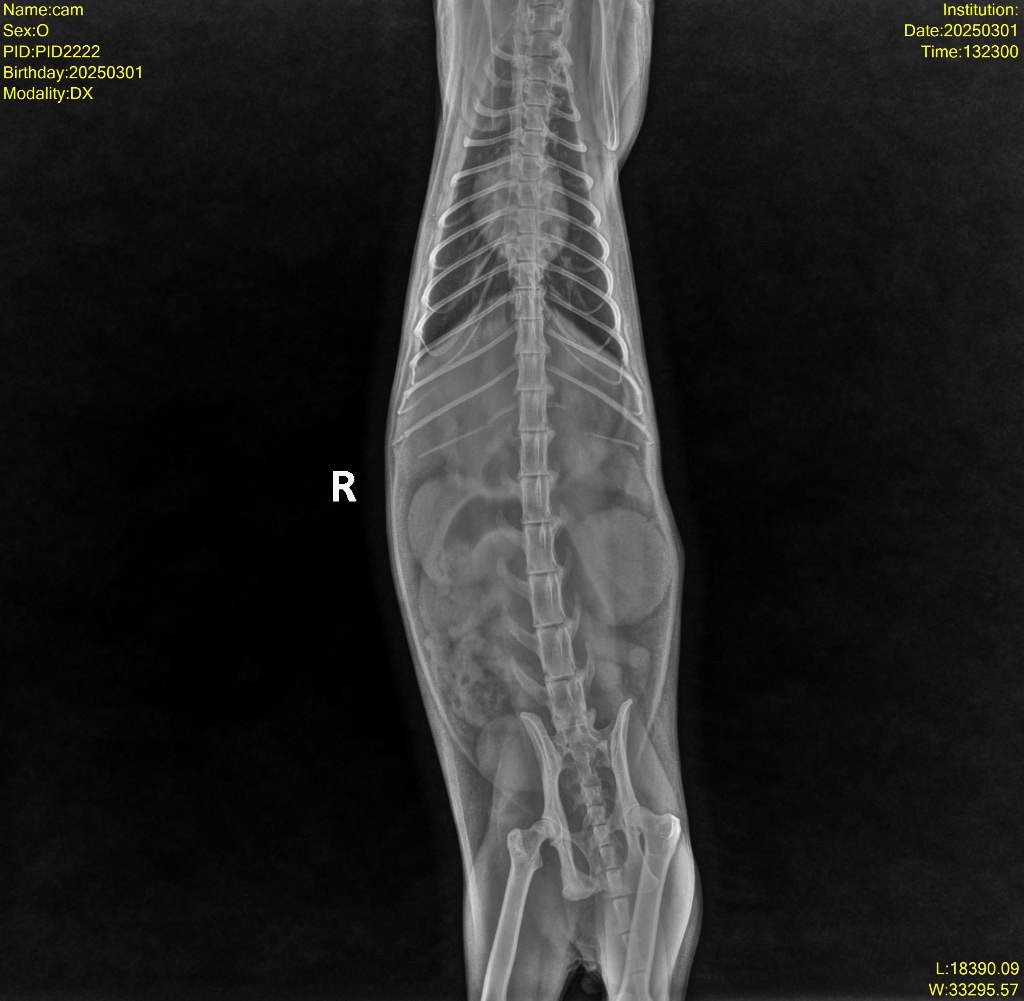 Name:cam
Sex:O
PID:PID2222
Birthday:20250301
Modality:DX
Institution:
Date:20250301
Time:132300
R
L:18390.09
W:33295.57